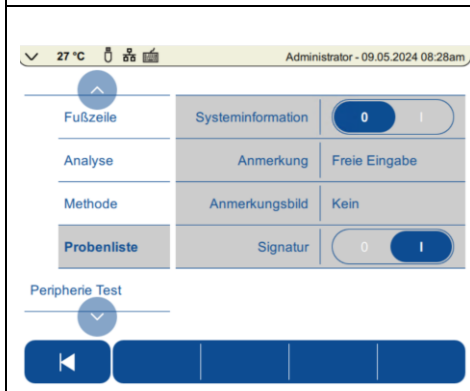 27 °C Administrator - 09.05.2024 08:28am
Fußzeile Systeminformation 0 I
Analyse Anmerkung Freie Eingabe
Methode Anmerkungsbild Kein
Probenliste Signatur 0 I
Peripherie Test